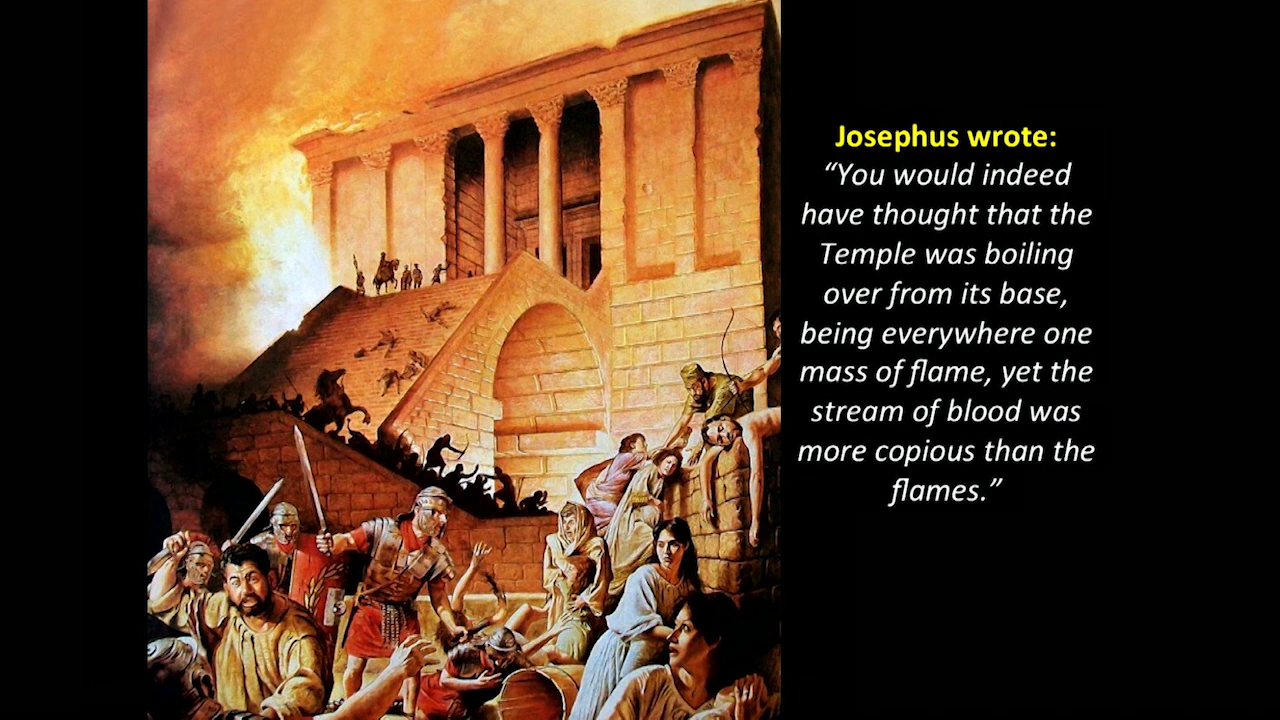 Josephus wrote:
“You would indeed
have thought that the
Temple was boiling
over from its base,
being everywhere one
mass of flame, yet the
stream of blood was
more copious than the
flames.”